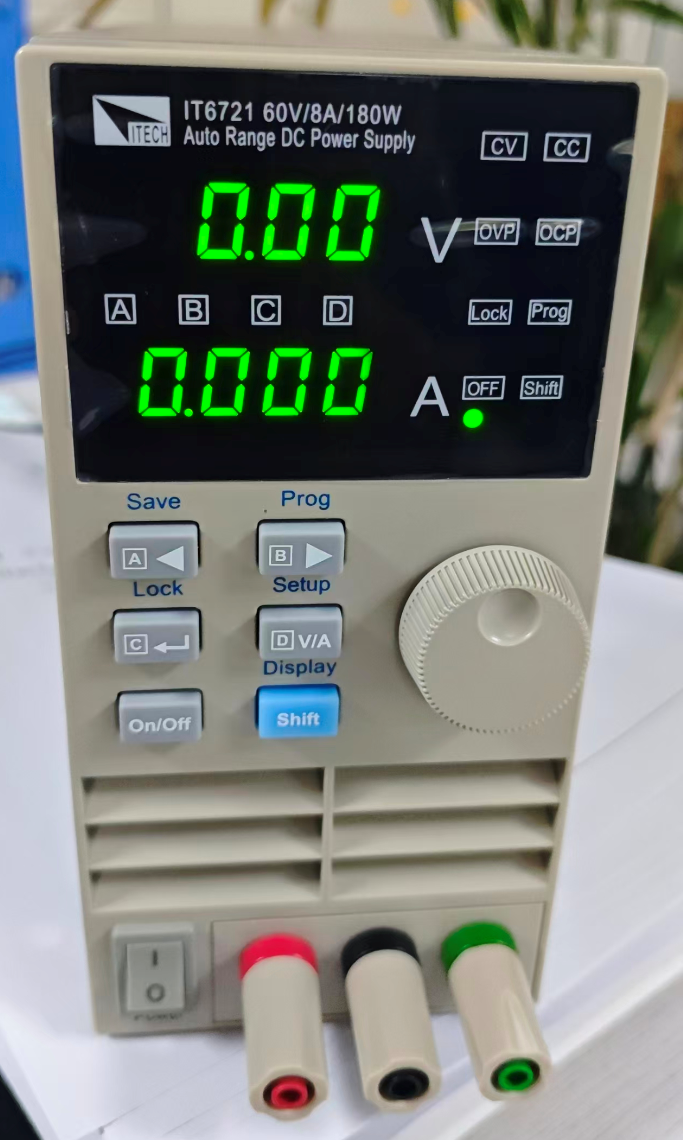 ITECH
IT6721 60V/8A/180W
Auto Range DC Power Supply
CV CC
0.00 V
OVP OCP
A B C D
Lock Prog
0.000 A
OFF Shift
Save Prog
A B
Lock Setup
C D V/A
Display
On/Off Shift
I
O